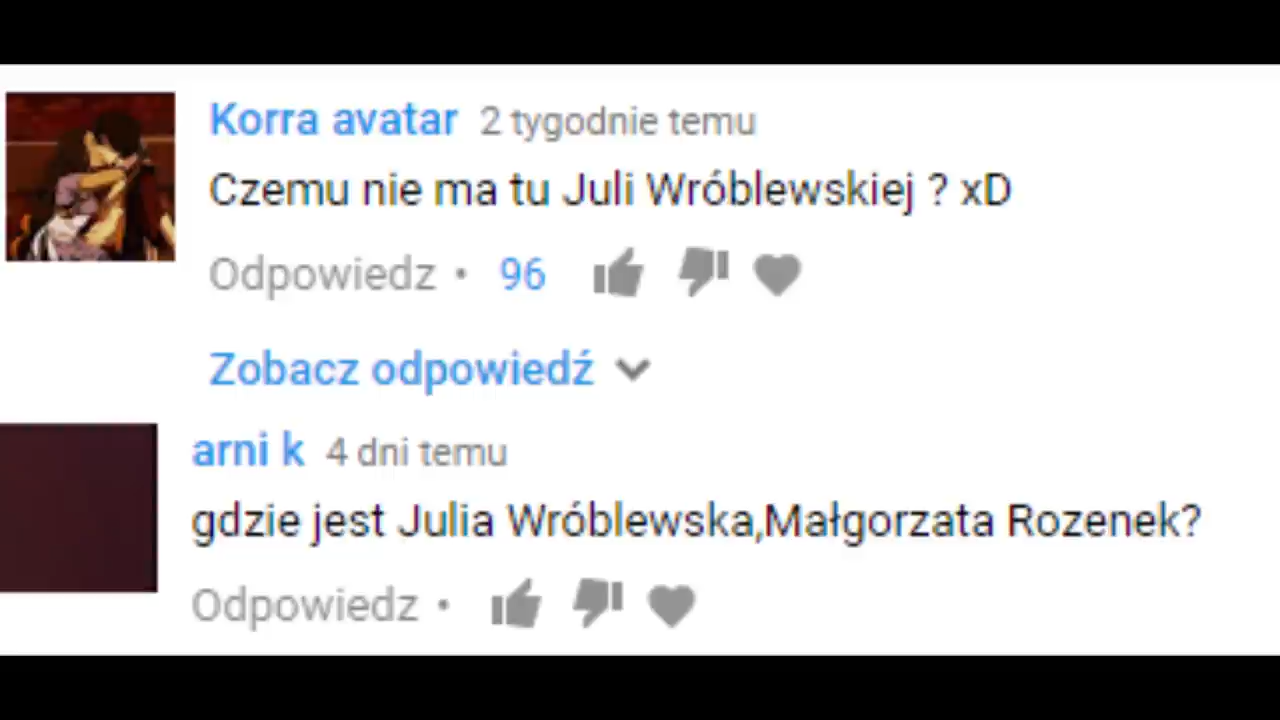 Korra avatar 2 tygodnie temu
Czemu nie ma tu Juli Wróblewskiej ? xD
Odpowiedz • 96
Zobacz odpowiedź
arni k 4 dni temu
gdzie jest Julia Wróblewska,Małgorzata Rozenek?
Odpowiedz •